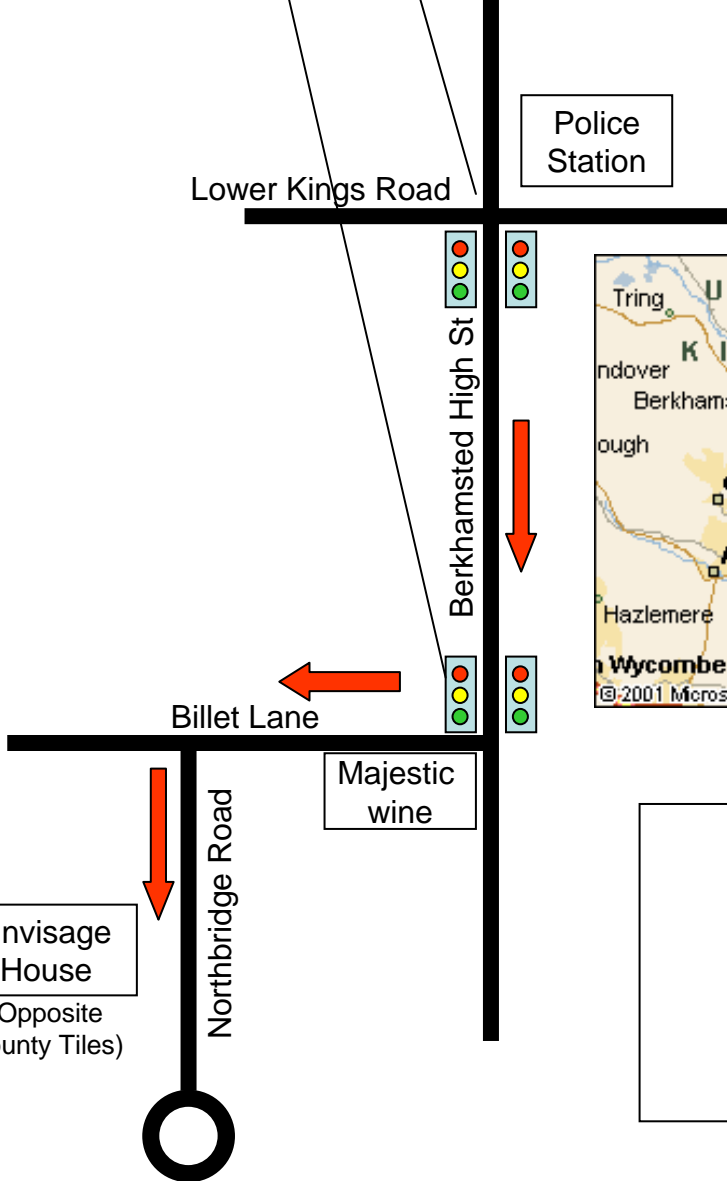 Police
Station
Lower Kings Road
Tring
U
K
ndover
Berkhams
ough
Berkhamsted High St
Hazlemere
Wycombe
© 2001 Micros
Billet Lane
Majestic
wine
Northbridge Road
nvisage
House
Opposite
ounty Tiles)